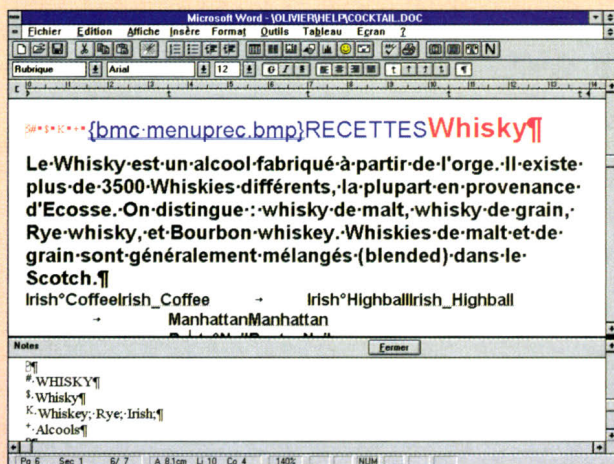 Microsoft Word - \OLIVIER\HELP\COCKTAIL.DOC
Fichier Edition Affiche Insère Format Outils Tableau Ecran ?
Rubrique Arial 12 G I S
{bmc·menuprec.bmp}RECETTESWhisky¶
Le·Whisky·est·un·alcool·fabriqué·à·partir·de·l'orge.·Il·existe·
plus·de·3500·Whiskies·différents,·la·plupart·en·provenance·
d'Ecosse.·On·distingue·:·whisky·de·malt,·whisky·de·grain,·
Rye·whisky,·et·Bourbon·whiskey.·Whiskies·de·malt·et·de·
grain·sont·généralement·mélangés·(blended)·dans·le·
Scotch.¶
Irish°CoffeeIrish_Coffee → Irish°HighballIrish_Highball
→ ManhattanManhattan
Notes Fermer
#·WHISKY¶
$·Whisky¶
K·Whiskey;·Rye;·Irish;¶
+·Alcools¶
Pg 6 Sec 1 6/7 A 8.1cm Li 10 Co 4 140% NUM